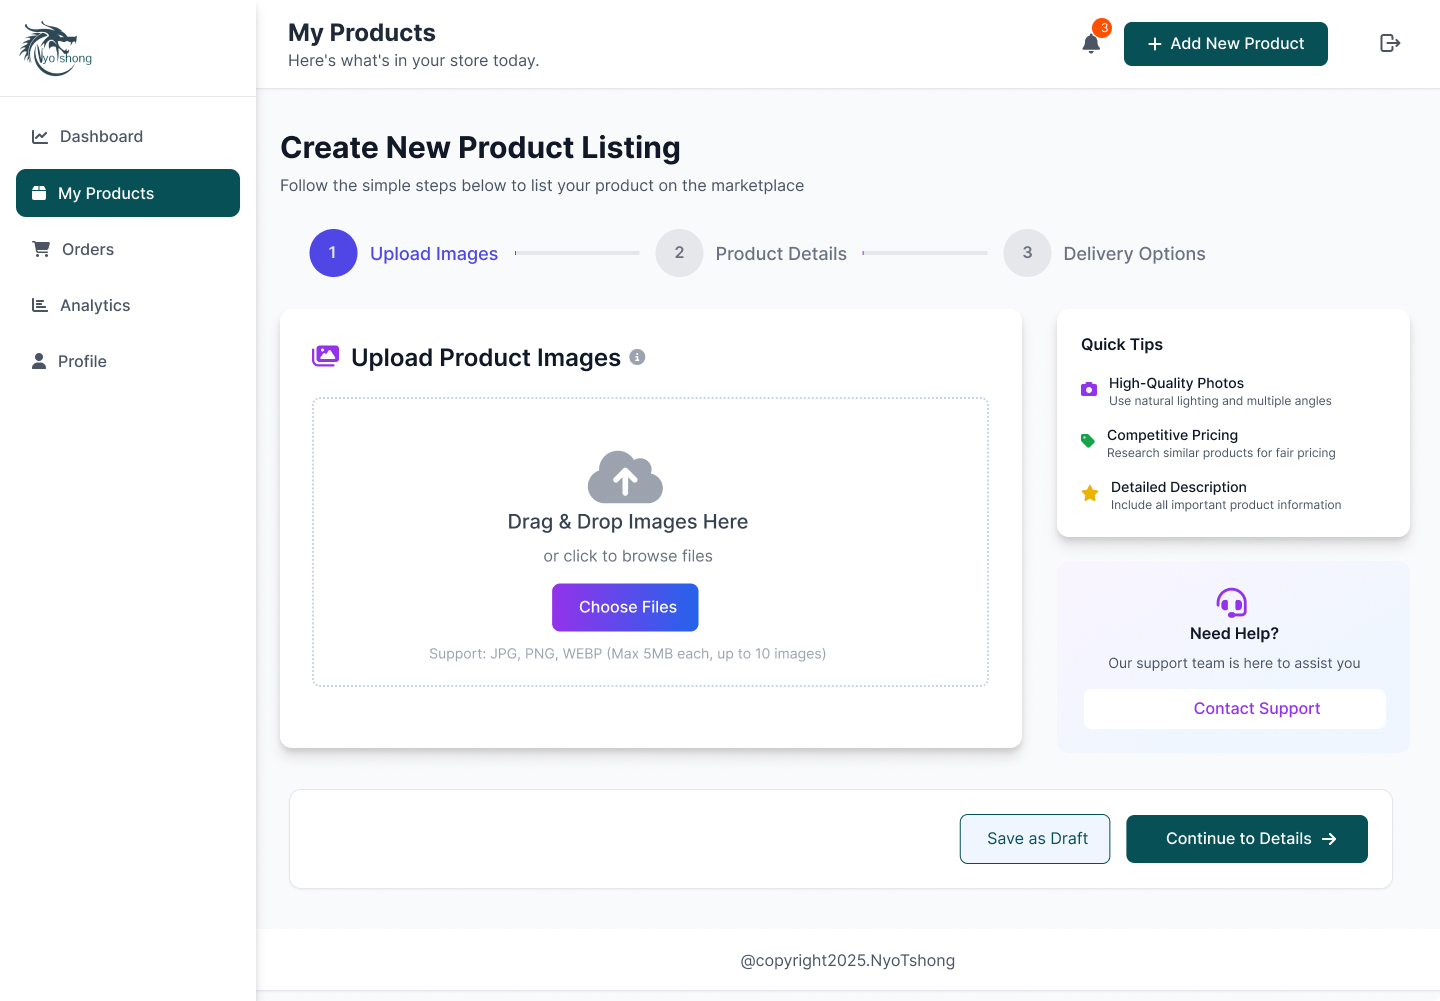 NyoTshong
Dashboard
My Products
Orders
Analytics
Profile
My Products
Here's what's in your store today.
3
Add New Product
Create New Product Listing
Follow the simple steps below to list your product on the marketplace
1 Upload Images
2 Product Details
3 Delivery Options
Upload Product Images
Drag & Drop Images Here
or click to browse files
Choose Files
Support: JPG, PNG, WEBP (Max 5MB each, up to 10 images)
Quick Tips
High-Quality Photos
Use natural lighting and multiple angles
Competitive Pricing
Research similar products for fair pricing
Detailed Description
Include all important product information
Need Help?
Our support team is here to assist you
Contact Support
Save as Draft
Continue to Details
@copyright2025.NyoTshong